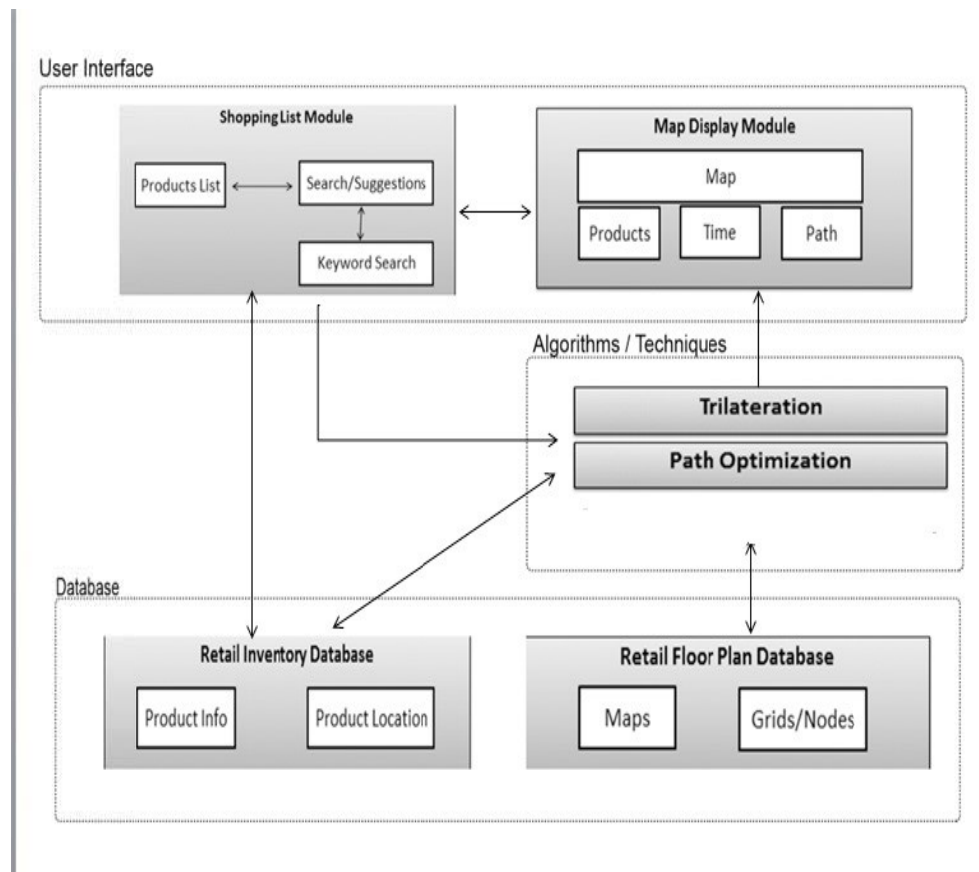 User Interface
Shopping List Module
Products List
Search/Suggestions
Keyword Search
Map Display Module
Map
Products
Time
Path
Algorithms / Techniques
Trilateration
Path Optimization
Database
Retail Inventory Database
Product Info
Product Location
Retail Floor Plan Database
Maps
Grids/Nodes